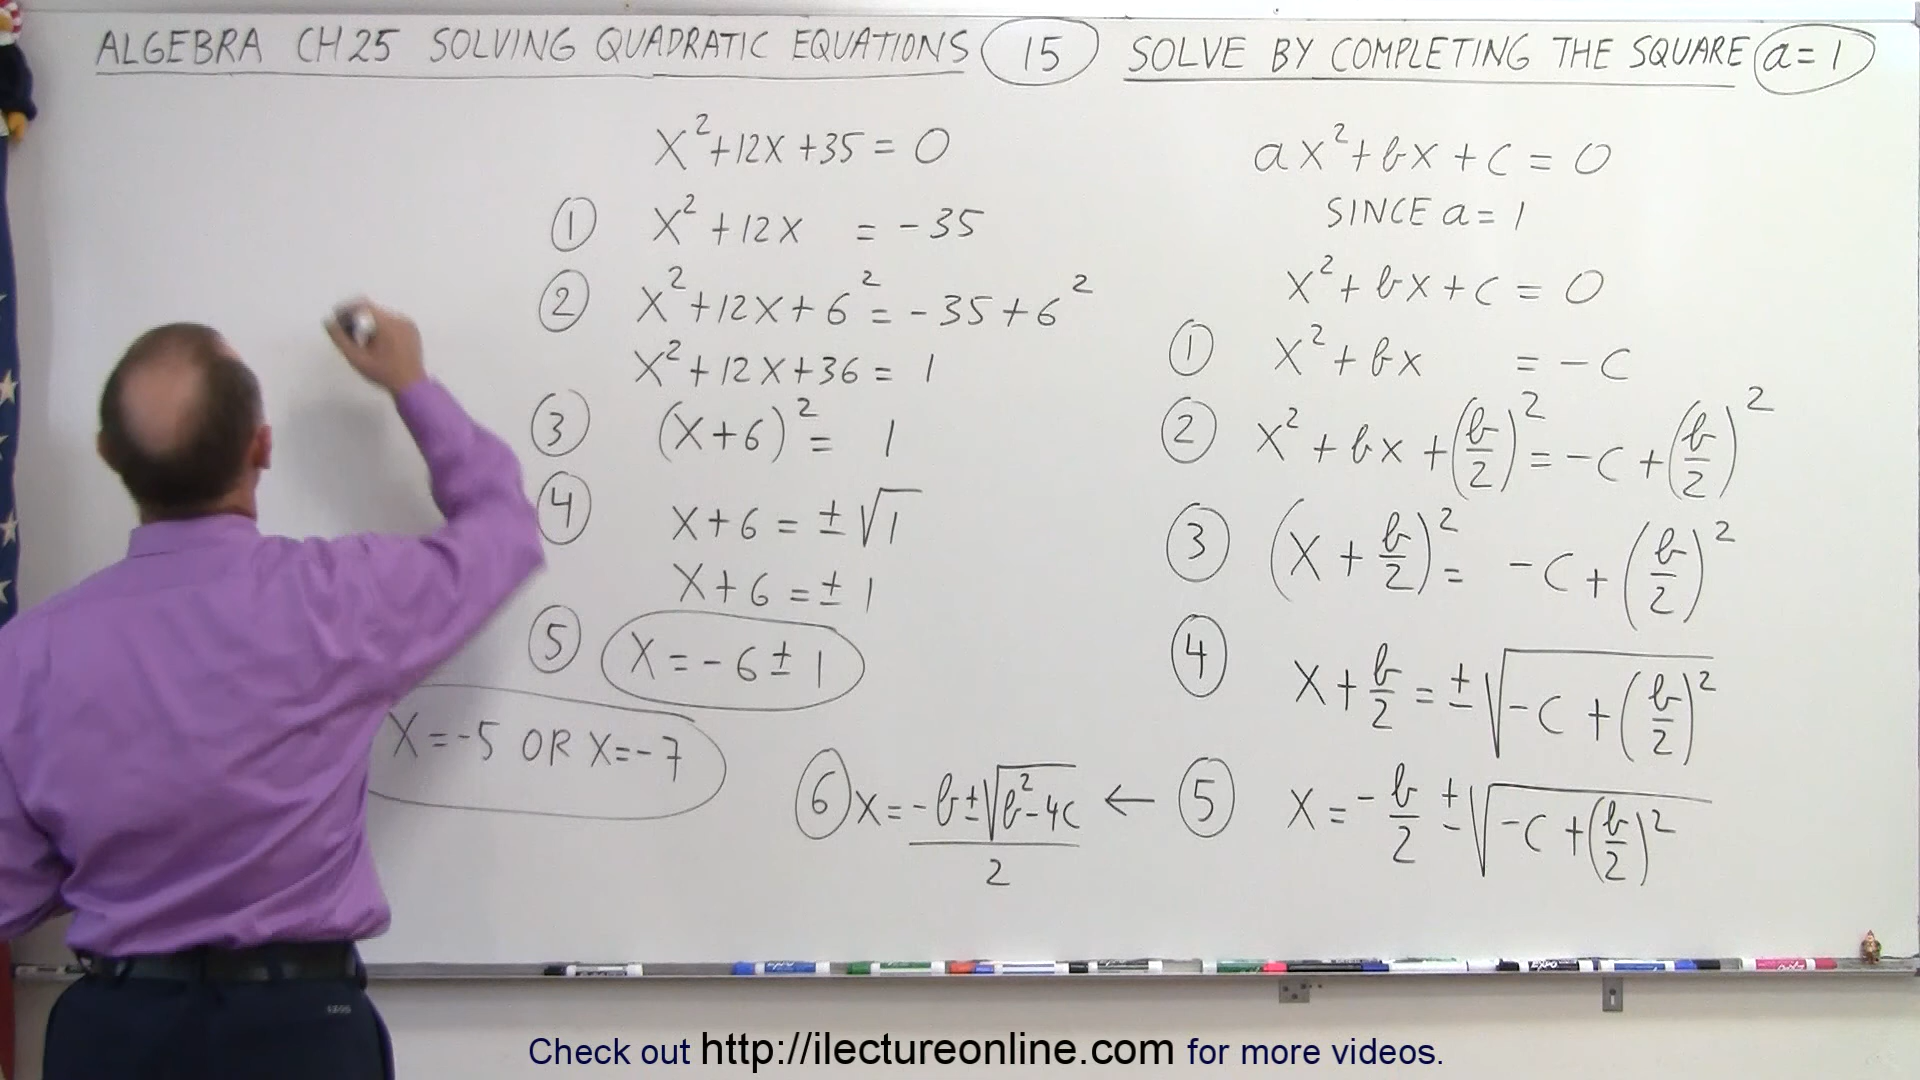 ALGEBRA CH 25 SOLVING QUADRATIC EQUATIONS 15 SOLVE BY COMPLETING THE SQUARE a = 1
x² + 12x + 35 = 0
① x² + 12x = -35
② x² + 12x + 6² = -35 + 6²
x² + 12x + 36 = 1
③ (x + 6)² = 1
④ x + 6 = ± √1
x + 6 = ± 1
⑤ x = -6 ± 1
x = -5 OR x = -7
ax² + bx + c = 0
SINCE a = 1
x² + bx + c = 0
① x² + bx = -c
② x² + bx + (b/2)² = -c + (b/2)²
③ (x + b/2)² = -c + (b/2)²
④ x + b/2 = ± √(-c + (b/2)²)
⑤ x = -b/2 ± √(-c + (b/2)²)
←
⑥ x = (-b ± √(b² - 4c))/2
Check out http://ilectureonline.com for more videos.